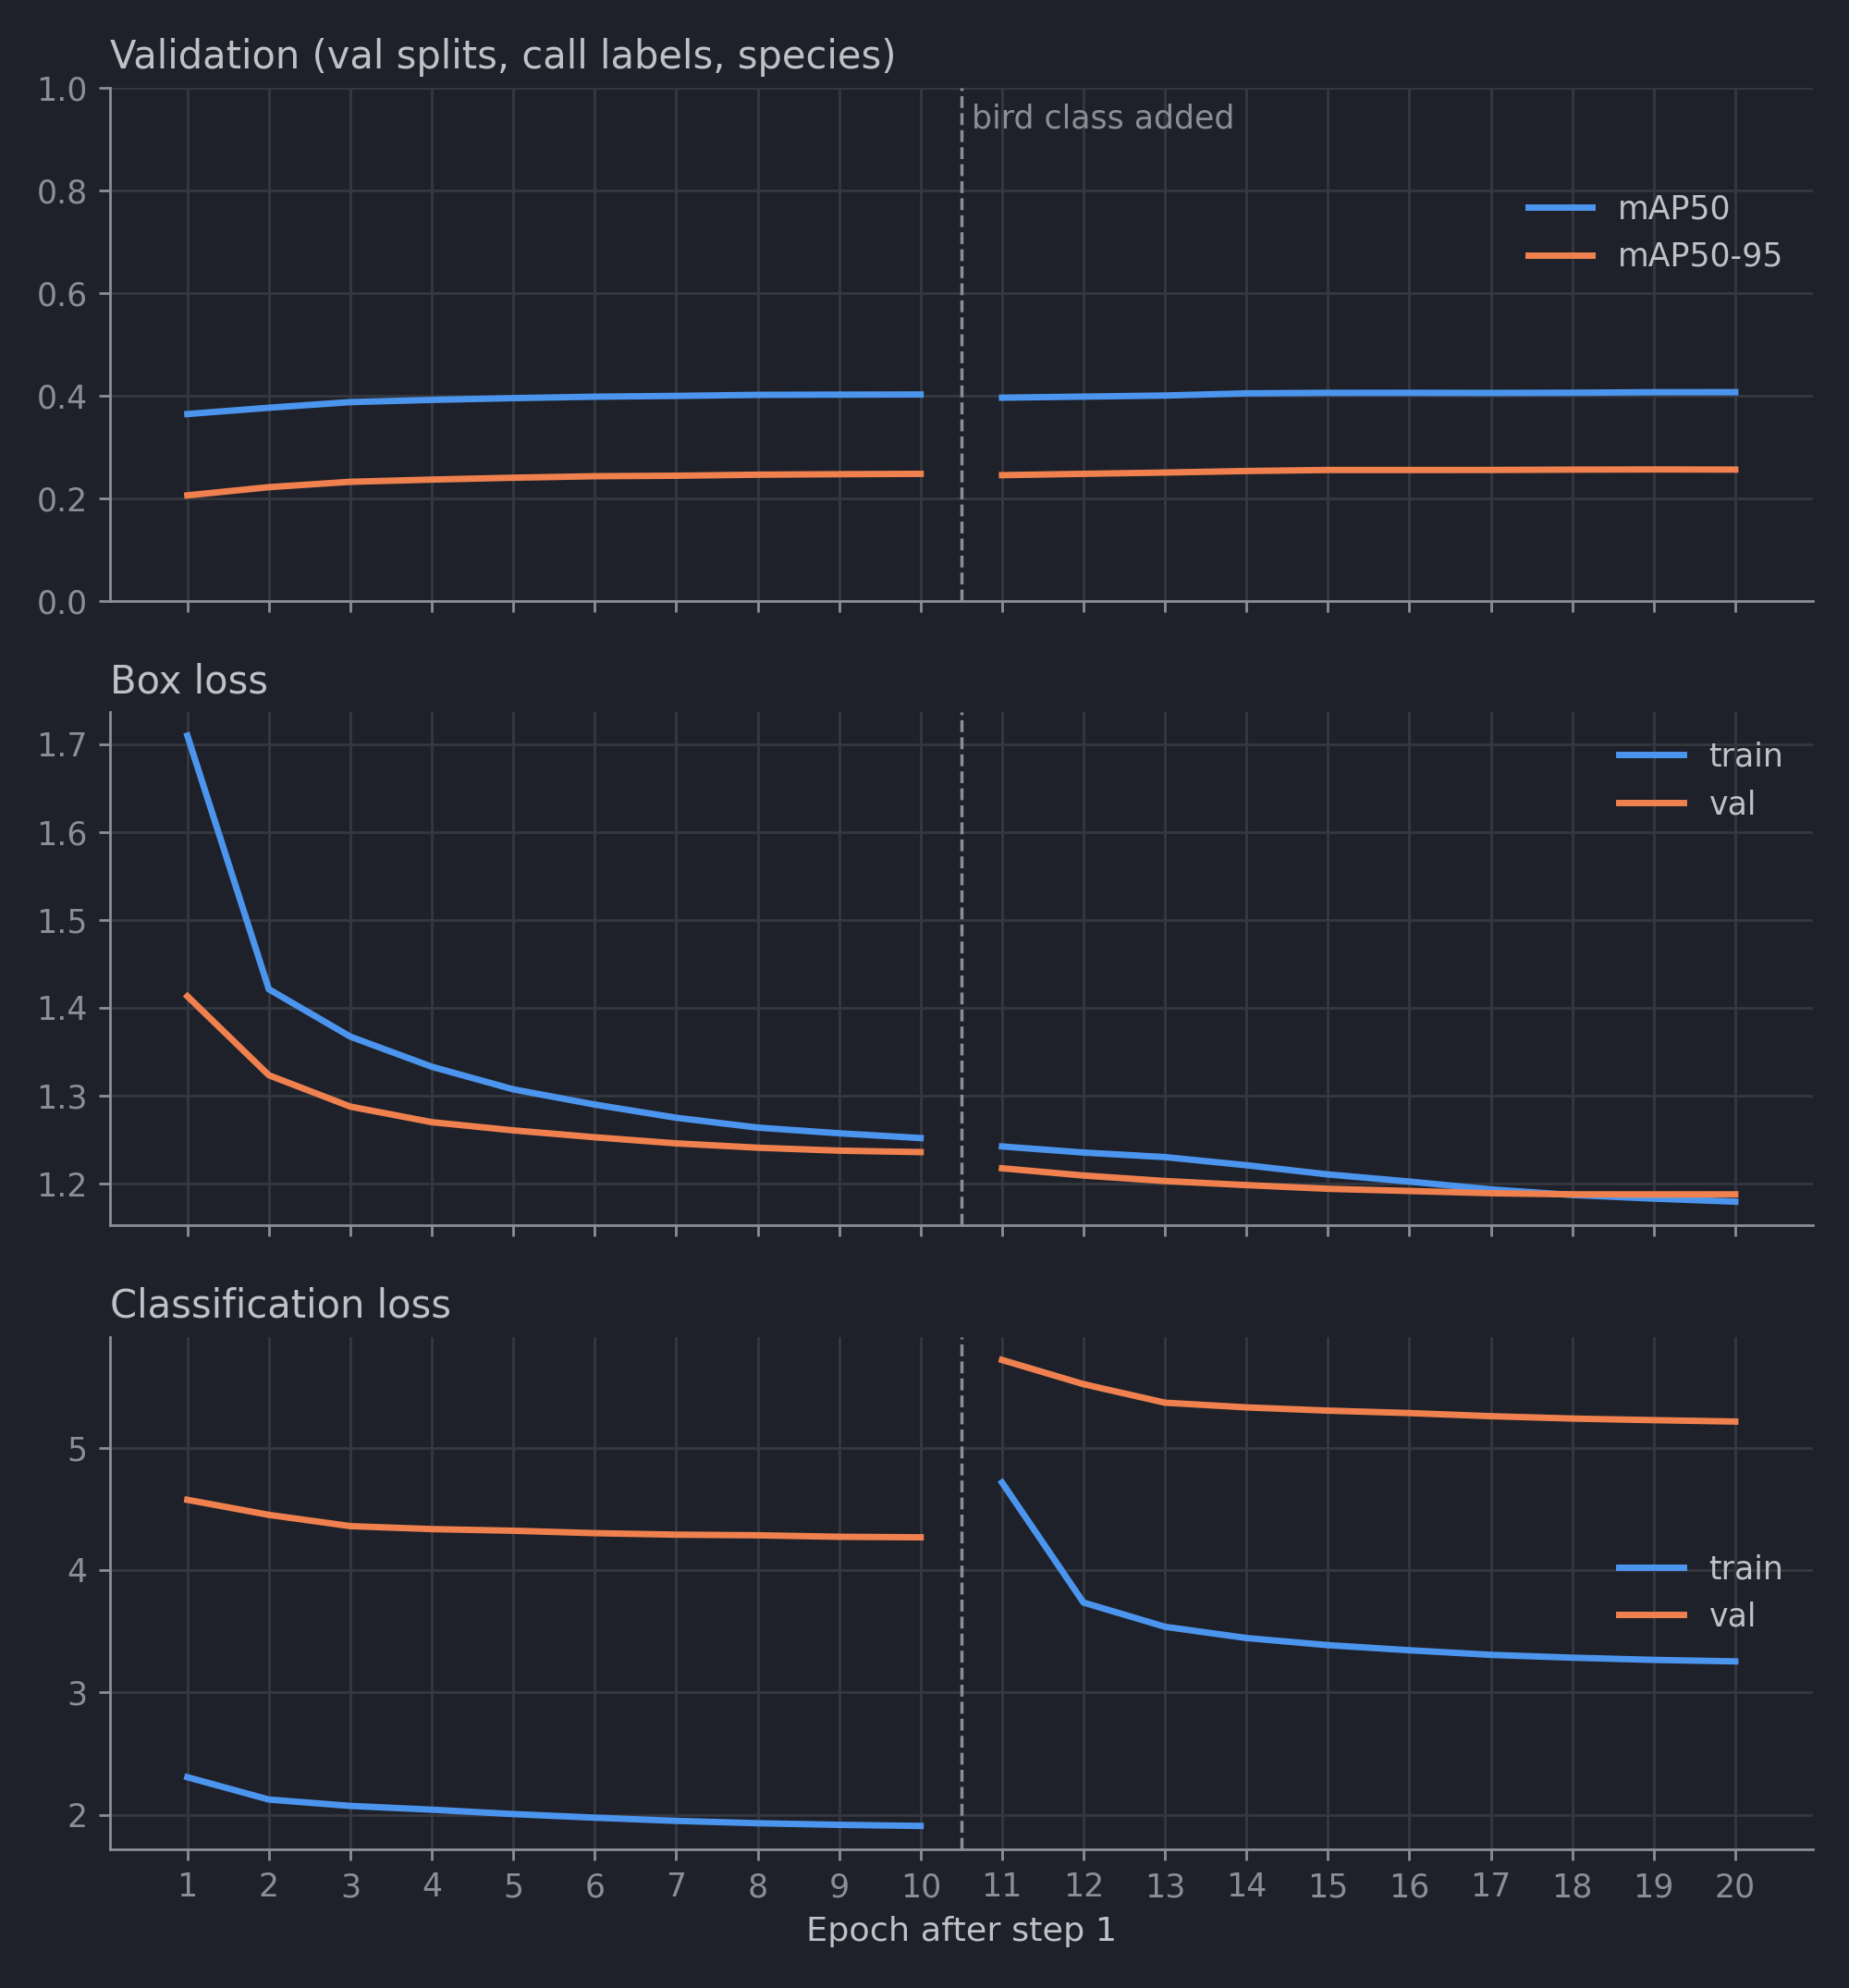 Validation (val splits, call labels, species)
1.0
0.8
0.6
0.4
0.2
0.0
bird class added
mAP50
mAP50-95
Box loss
1.7
1.6
1.5
1.4
1.3
1.2
train
val
Classification loss
5
4
3
2
train
val
1 2 3 4 5 6 7 8 9 10 11 12 13 14 15 16 17 18 19 20
Epoch after step 1